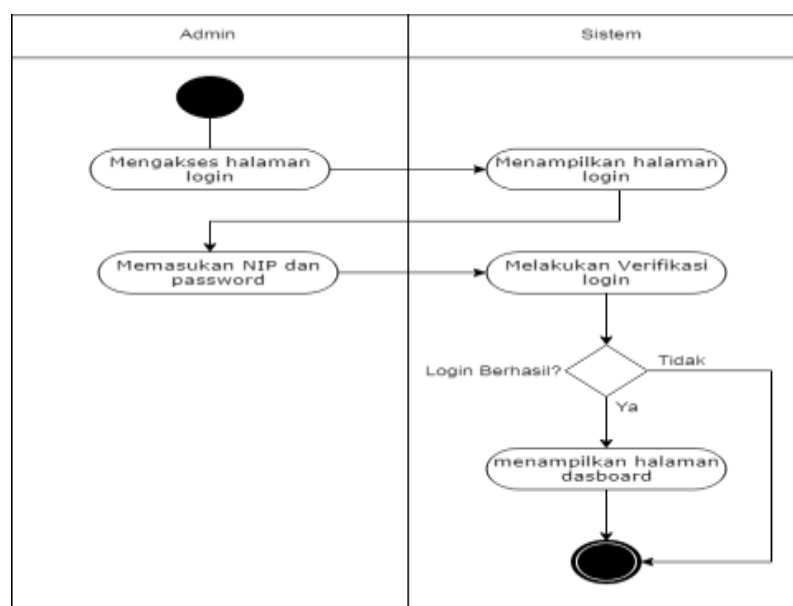 Admin
Sistem
Mengakses halaman
login
Menampilkan halaman
login
Memasukan NIP dan
password
Melakukan Verifikasi
login
Login Berhasil?
Tidak
Ya
menampilkan halaman
dasboard